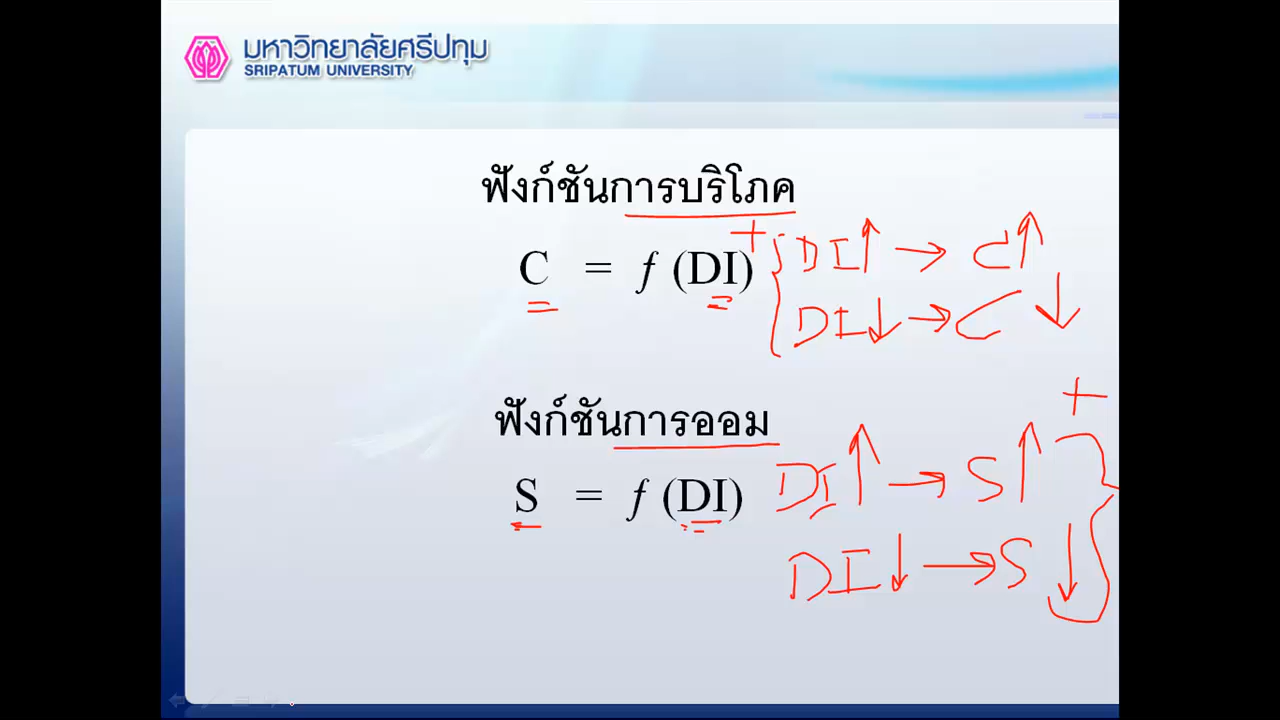 มหาวิทยาลัยศรีปทุม
SRIPATUM UNIVERSITY
ฟังก์ชันการบริโภค
C = f (DI) + { DI↑ → C↑
DI↓ → C↓
ฟังก์ชันการออม
+
S = f (DI) DI↑ → S↑ }
DI↓ → S↓